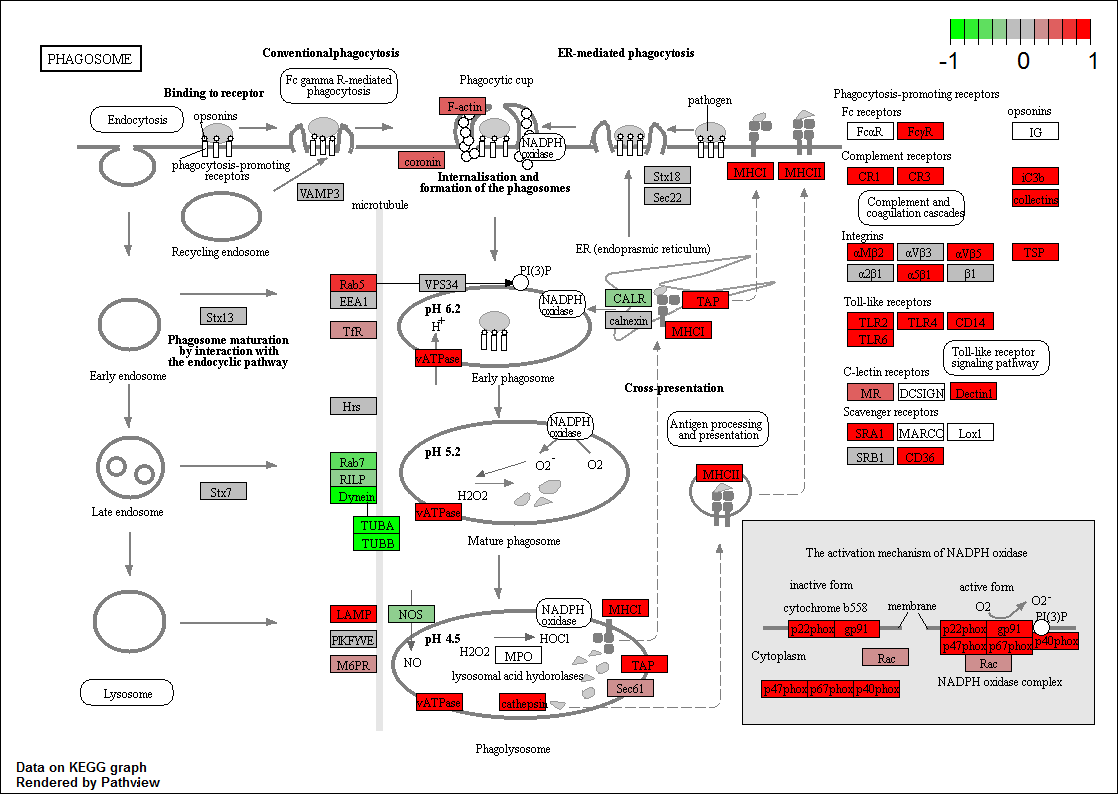 PHAGOSOME
Conventionalphagocytosis
ER-mediated phagocytosis
-1
0
1
Binding to receptor
Fc gamma R-mediated
phagocytosis
Phagocytic cup
F-actin
Endocytosis
opsonins
pathogen
NADPH
oxidase
phagocytosis-promoting
receptors
coronin
Internalisation and
formation of the phagosomes
Stx18
Sec22
MHCI
MHCII
VAMP3
microtubule
Recycling endosome
ER (endoprasmic reticulum)
Phagocytosis-promoting receptors
Fc receptors
opsonins
FcαR
FcγR
IG
Complement receptors
CR1
CR3
iC3b
collectins
Complement and
coagulation cascades
Integrins
αMβ2
αVβ3
αVβ5
TSP
α2β1
α5β1
β1
Toll-like receptors
TLR2
TLR4
CD14
TLR6
Toll-like receptor
signaling pathway
C-lectin receptors
MR
DCSIGN
Dectin1
Scavenger receptors
SRA1
MARCO
Lox1
SRB1
CD36
Rab5
EEA1
VPS34
PI(3)P
TfR
pH 6.2
H+
NADPH
oxidase
CALR
calnexin
TAP
MHCI
vATPase
Stx13
Phagosome maturation
by interaction with
the endocyclic pathway
Early endosome
Early phagosome
Cross-presentation
Hrs
NADPH
oxidase
Antigen processing
and presentation
pH 5.2
O2-
O2
H2O2
vATPase
MHCII
Rab7
RILP
Dynein
TUBA
TUBB
Stx7
Late endosome
Mature phagosome
LAMP
PIKFYVE
M6PR
NOS
NO
NADPH
oxidase
MHCI
pH 4.5
HOCl
H2O2
MPO
lysosomal acid hydorolases
TAP
Sec61
vATPase
cathepsin
Lysosome
Phagolysosome
The activation mechanism of NADPH oxidase
inactive form
active form
cytochrome b558
membrane
O2
O2-
PI(3)P
p22phox
gp91
p22phox
gp91
p47phox
p67phox
p40phox
Cytoplasm
Rac
Rac
NADPH oxidase complex
p47phox
p67phox
p40phox
Data on KEGG graph
Rendered by Pathview